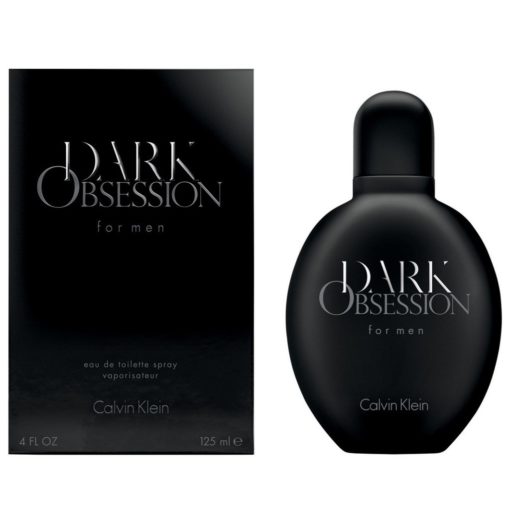 DARK
OBSESSION
for men
eau de toilette spray
vaporisateur
Calvin Klein
4 FL OZ 125 ml ℮
DARK
OBSESSION
for men
Calvin Klein